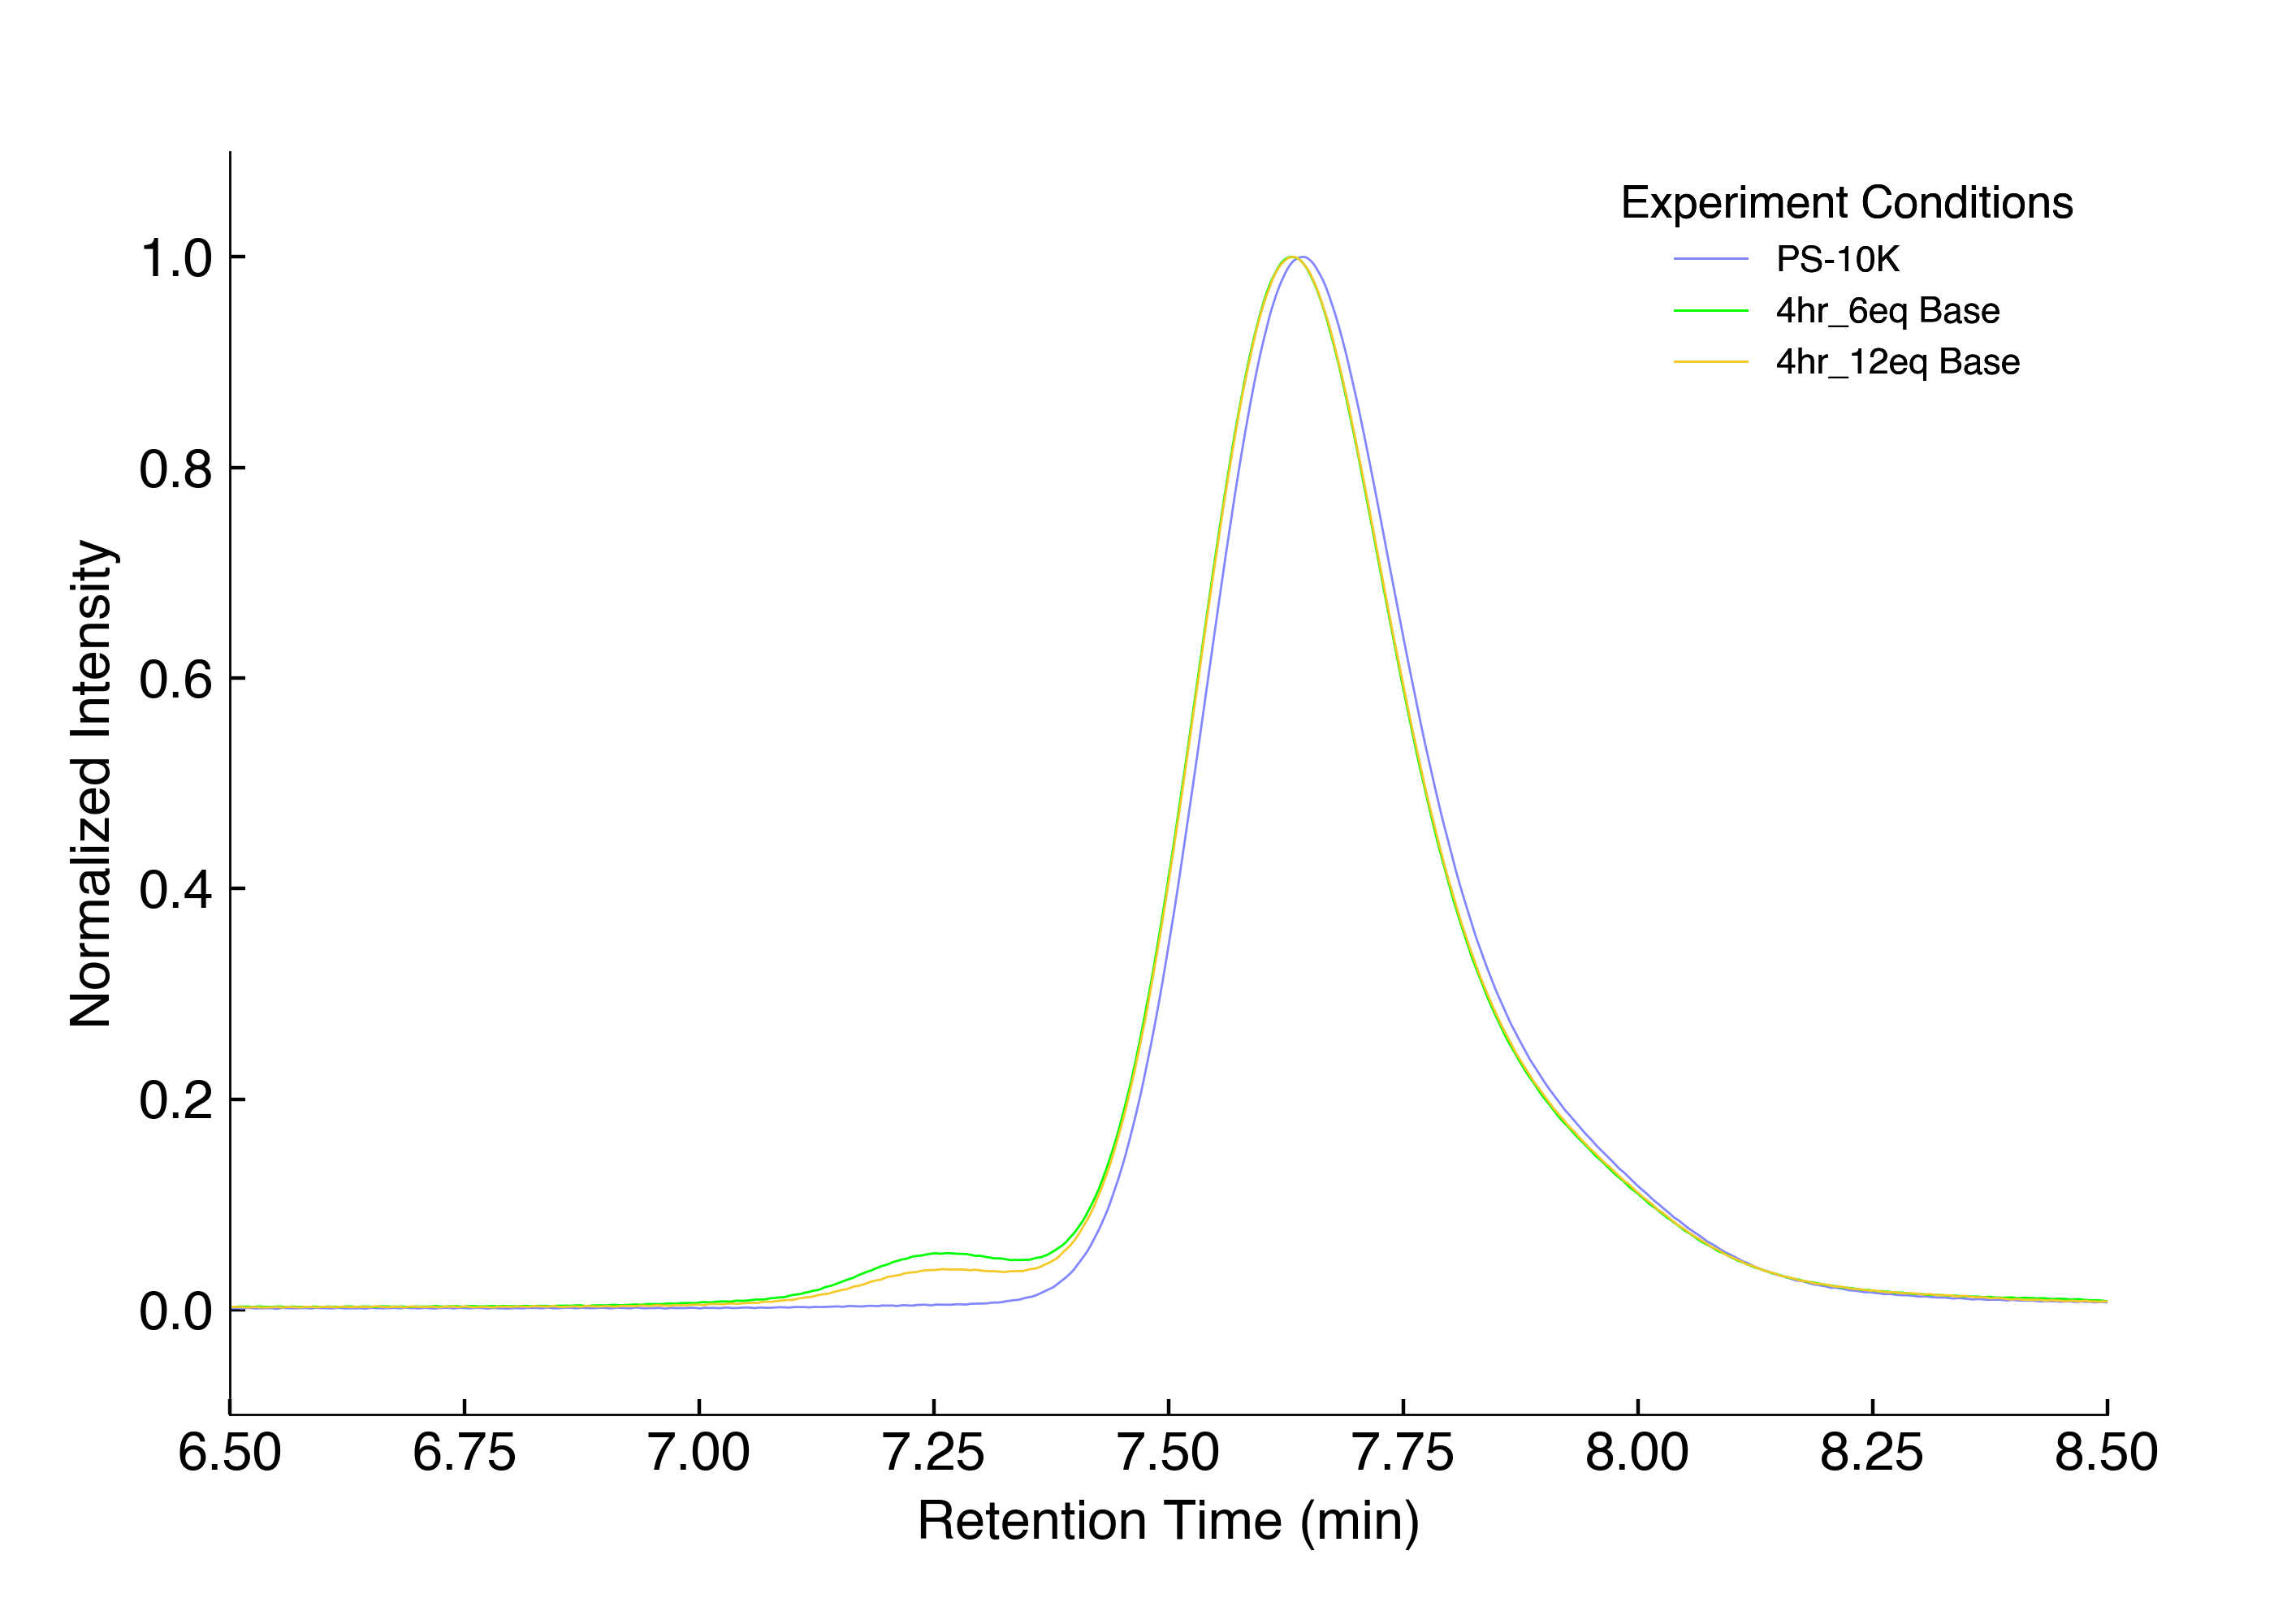 Experiment Conditions
PS-10K
4hr_6eq Base
4hr_12eq Base
Normalized Intensity
1.0
0.8
0.6
0.4
0.2
0.0
6.50 6.75 7.00 7.25 7.50 7.75 8.00 8.25 8.50
Retention Time (min)